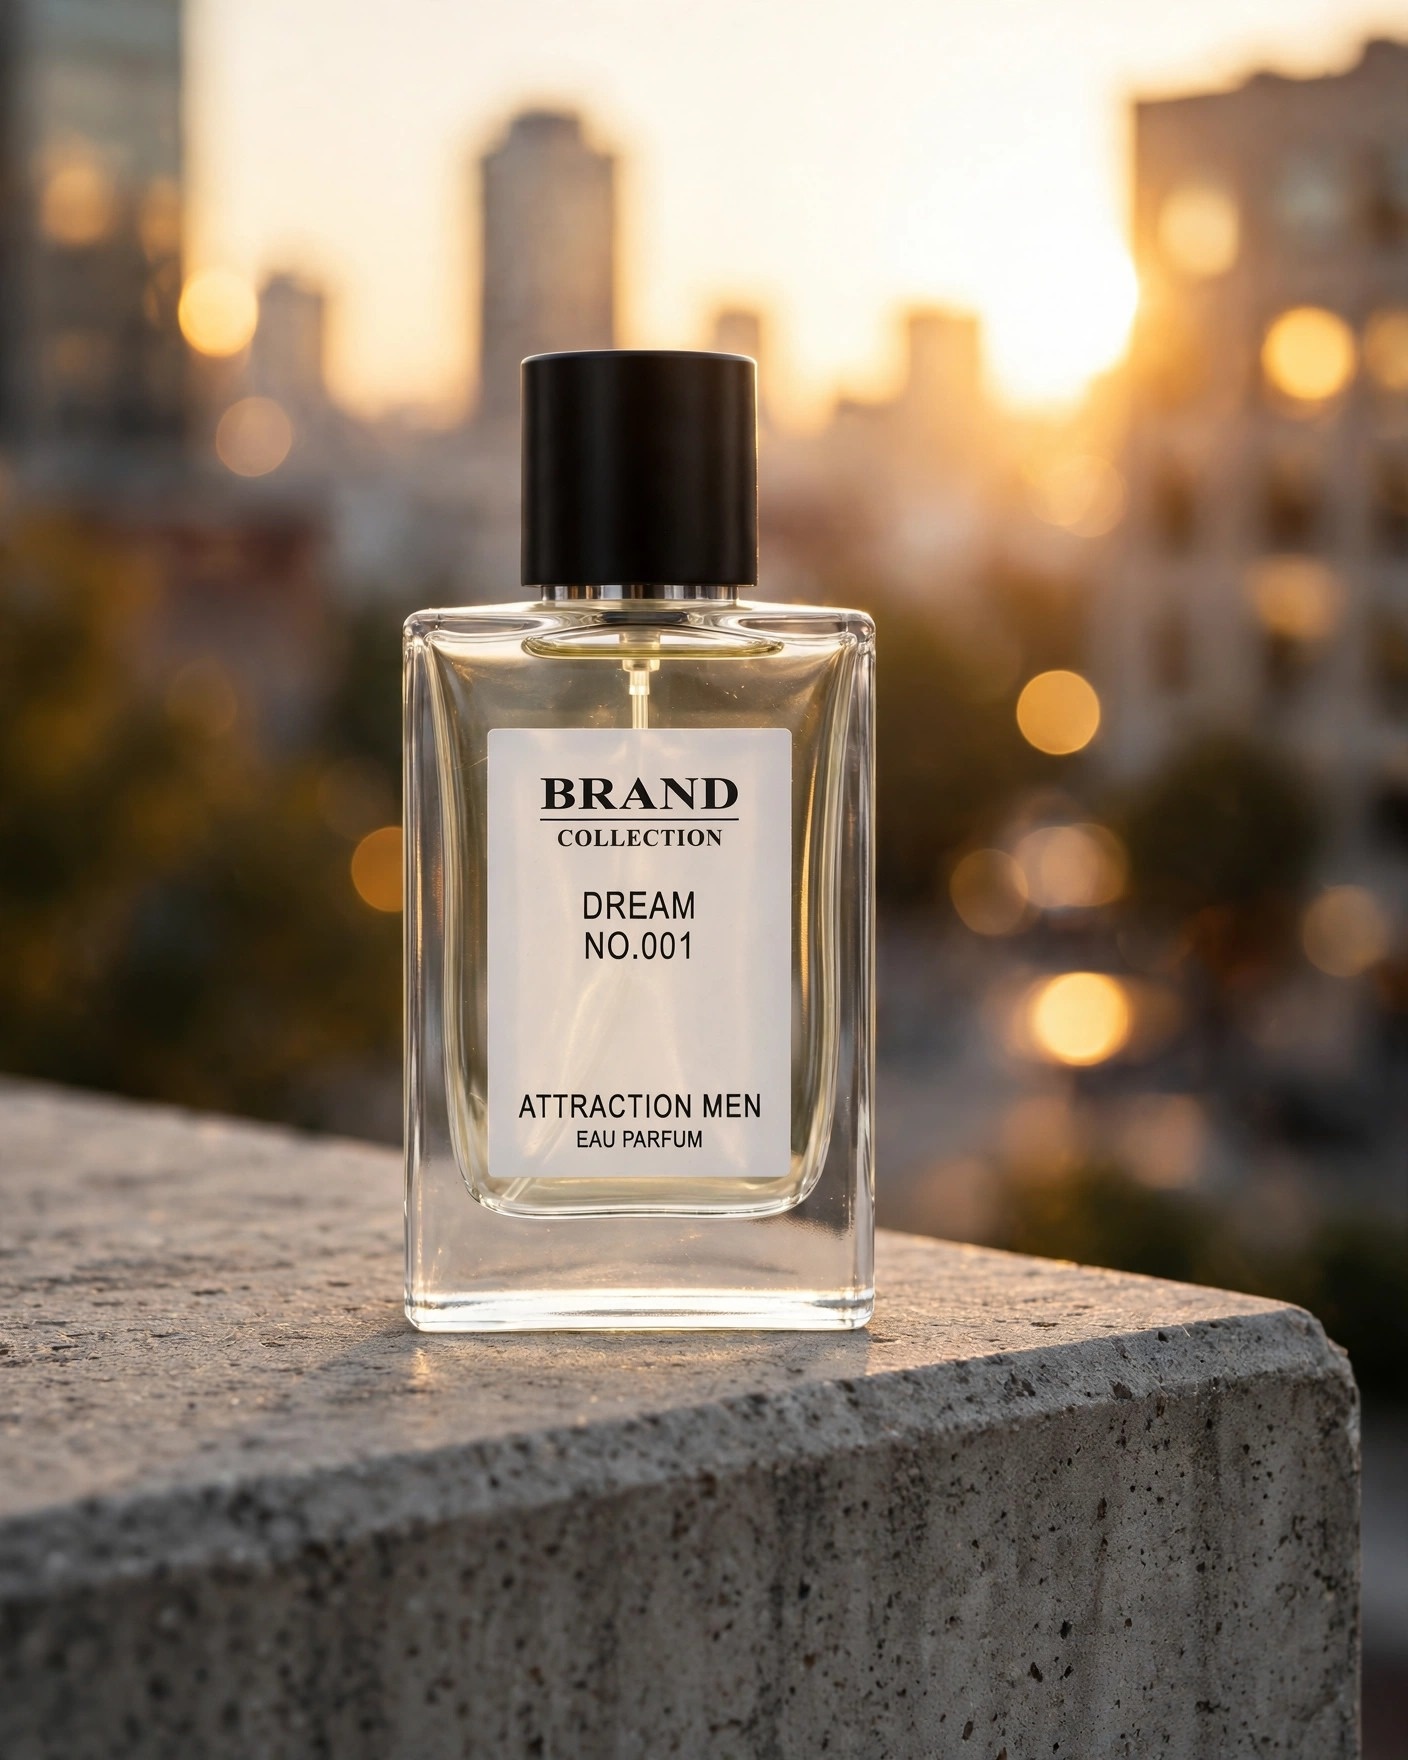 BRAND
COLLECTION
DREAM
NO.001
ATTRACTION MEN
EAU PARFUM